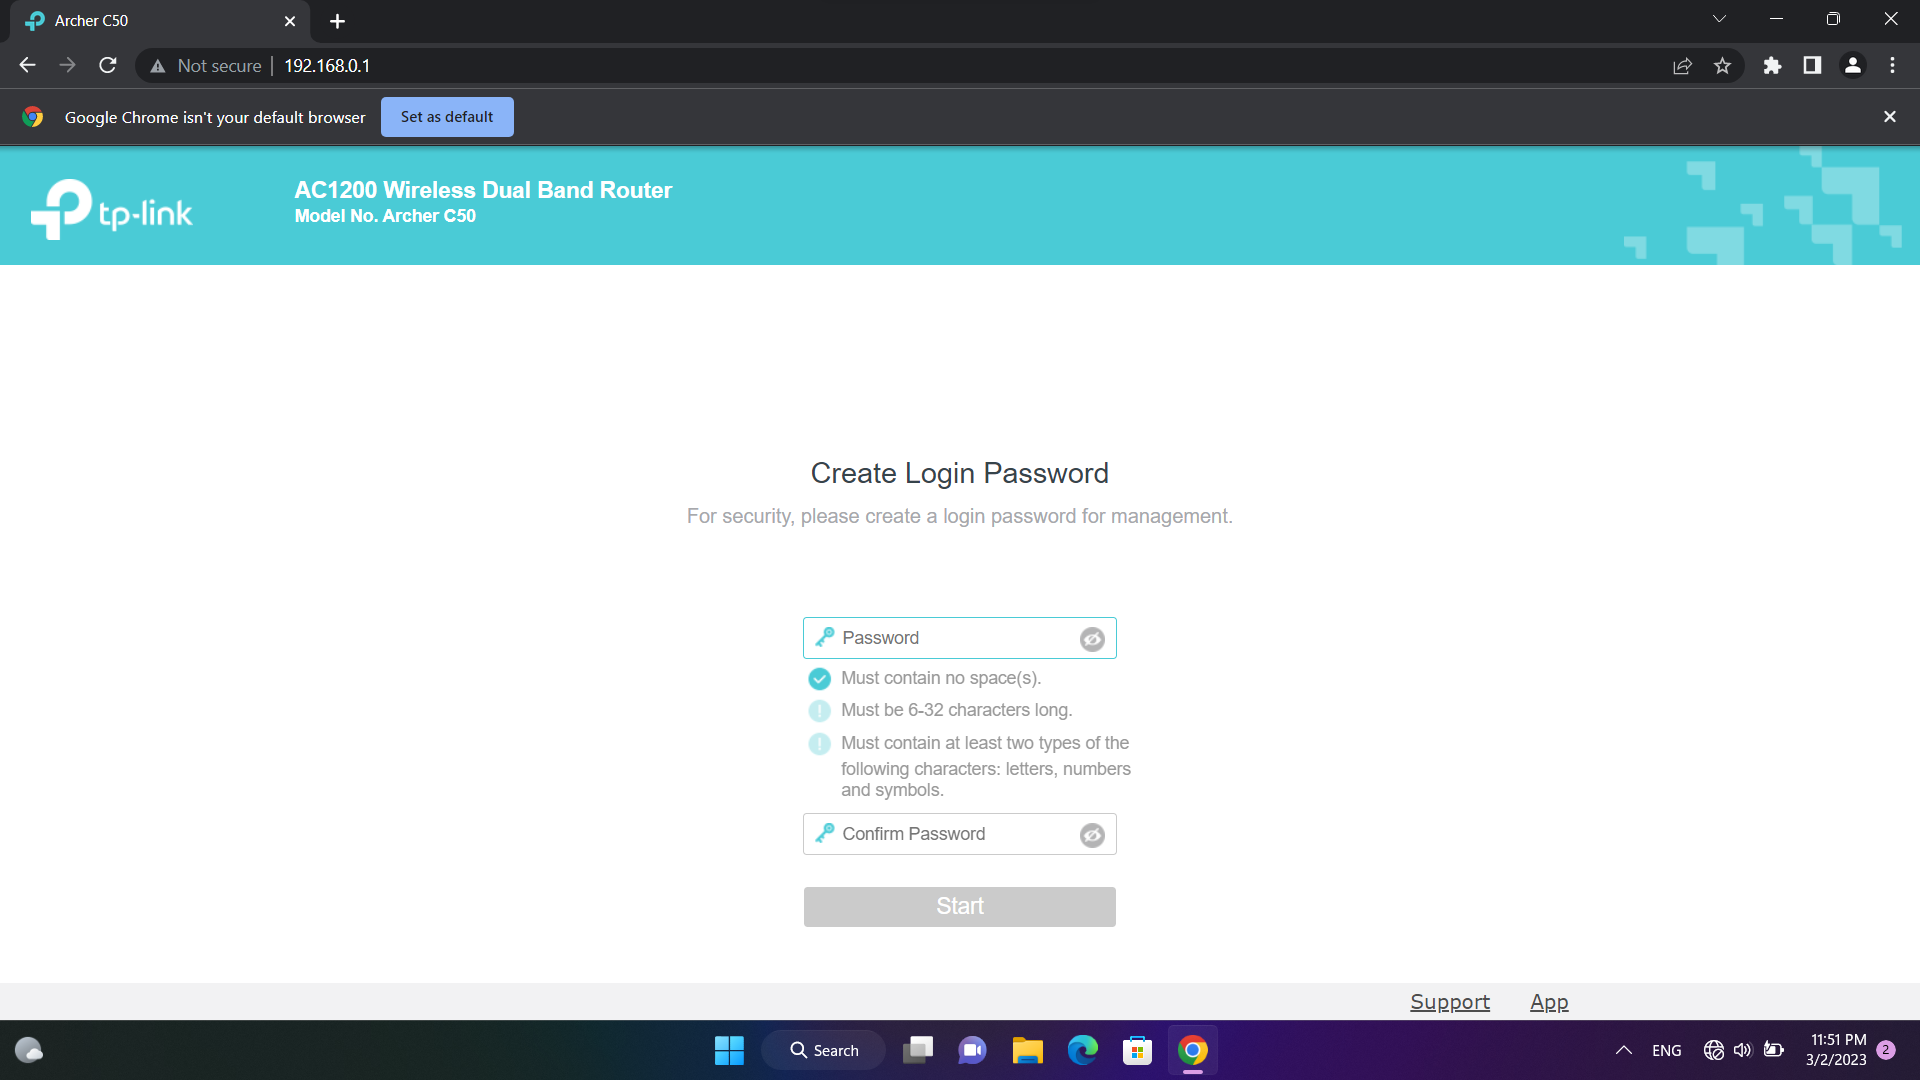 Archer C50
Not secure
192.168.0.1
Google Chrome isn't your default browser
Set as default
tp-link
AC1200 Wireless Dual Band Router
Model No. Archer C50
Create Login Password
For security, please create a login password for management.
Password
Must contain no space(s).
Must be 6-32 characters long.
Must contain at least two types of the
following characters: letters, numbers
and symbols.
Confirm Password
Start
Support App
Search
ENG
11:51 PM
3/2/2023
2